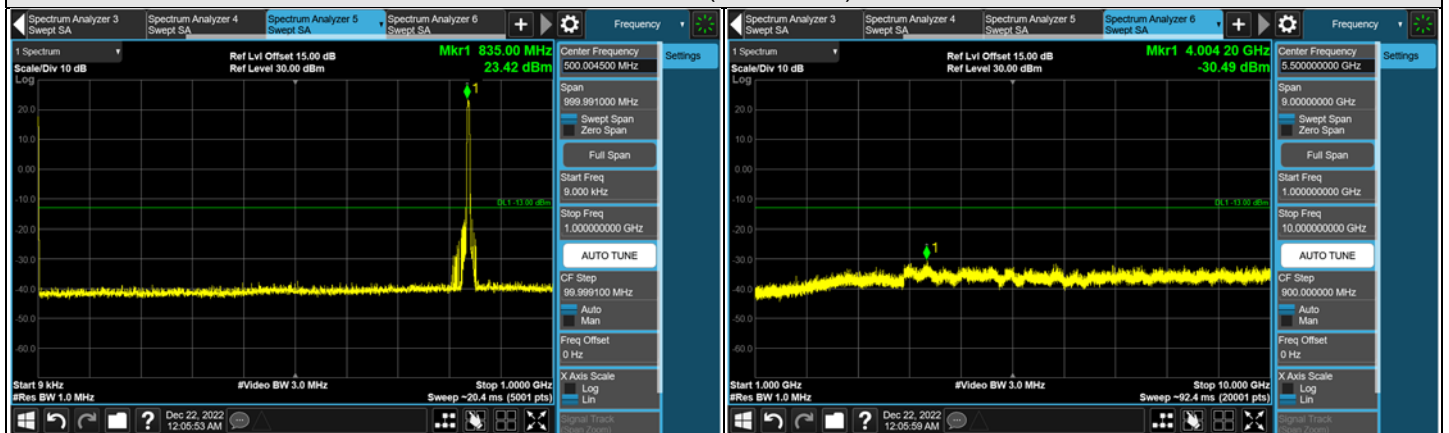 Spectrum Analyzer 3
Swept SA
Spectrum Analyzer 4
Swept SA
Spectrum Analyzer 5
Swept SA
Spectrum Analyzer 6
Swept SA
Frequency
1 Spectrum
Scale/Div 10 dB
Log
Ref Lvl Offset 15.00 dB
Ref Level 30.00 dBm
Mkr1 835.00 MHz
23.42 dBm
1
20.0
10.0
0.00
-10.0
-20.0
-30.0
-40.0
-50.0
-60.0
DL1 -13.00 dBm
Start 9 kHz
#Res BW 1.0 MHz
#Video BW 3.0 MHz
Stop 1.0000 GHz
Sweep ~20.4 ms (5001 pts)
Center Frequency
500.004500 MHz
Settings
Span
999.991000 MHz
Swept Span
Zero Span
Full Span
Start Freq
9.000 kHz
Stop Freq
1.000000000 GHz
AUTO TUNE
CF Step
99.999100 MHz
Auto
Man
Freq Offset
0 Hz
X Axis Scale
Log
Lin
Signal Track
(Span Zoom)
Dec 22, 2022
12:05:53 AM
Spectrum Analyzer 3
Swept SA
Spectrum Analyzer 4
Swept SA
Spectrum Analyzer 5
Swept SA
Spectrum Analyzer 6
Swept SA
Frequency
1 Spectrum
Scale/Div 10 dB
Log
Ref Lvl Offset 15.00 dB
Ref Level 30.00 dBm
Mkr1 4.004 20 GHz
-30.49 dBm
1
20.0
10.0
0.00
-10.0
-20.0
-30.0
-40.0
-50.0
-60.0
DL1 -13.00 dBm
Start 1.000 GHz
#Res BW 1.0 MHz
#Video BW 3.0 MHz
Stop 10.000 GHz
Sweep ~92.4 ms (20001 pts)
Center Frequency
5.500000000 GHz
Settings
Span
9.00000000 GHz
Swept Span
Zero Span
Full Span
Start Freq
1.000000000 GHz
Stop Freq
10.000000000 GHz
AUTO TUNE
CF Step
900.000000 MHz
Auto
Man
Freq Offset
0 Hz
X Axis Scale
Log
Lin
Signal Track
(Span Zoom)
Dec 22, 2022
12:05:59 AM